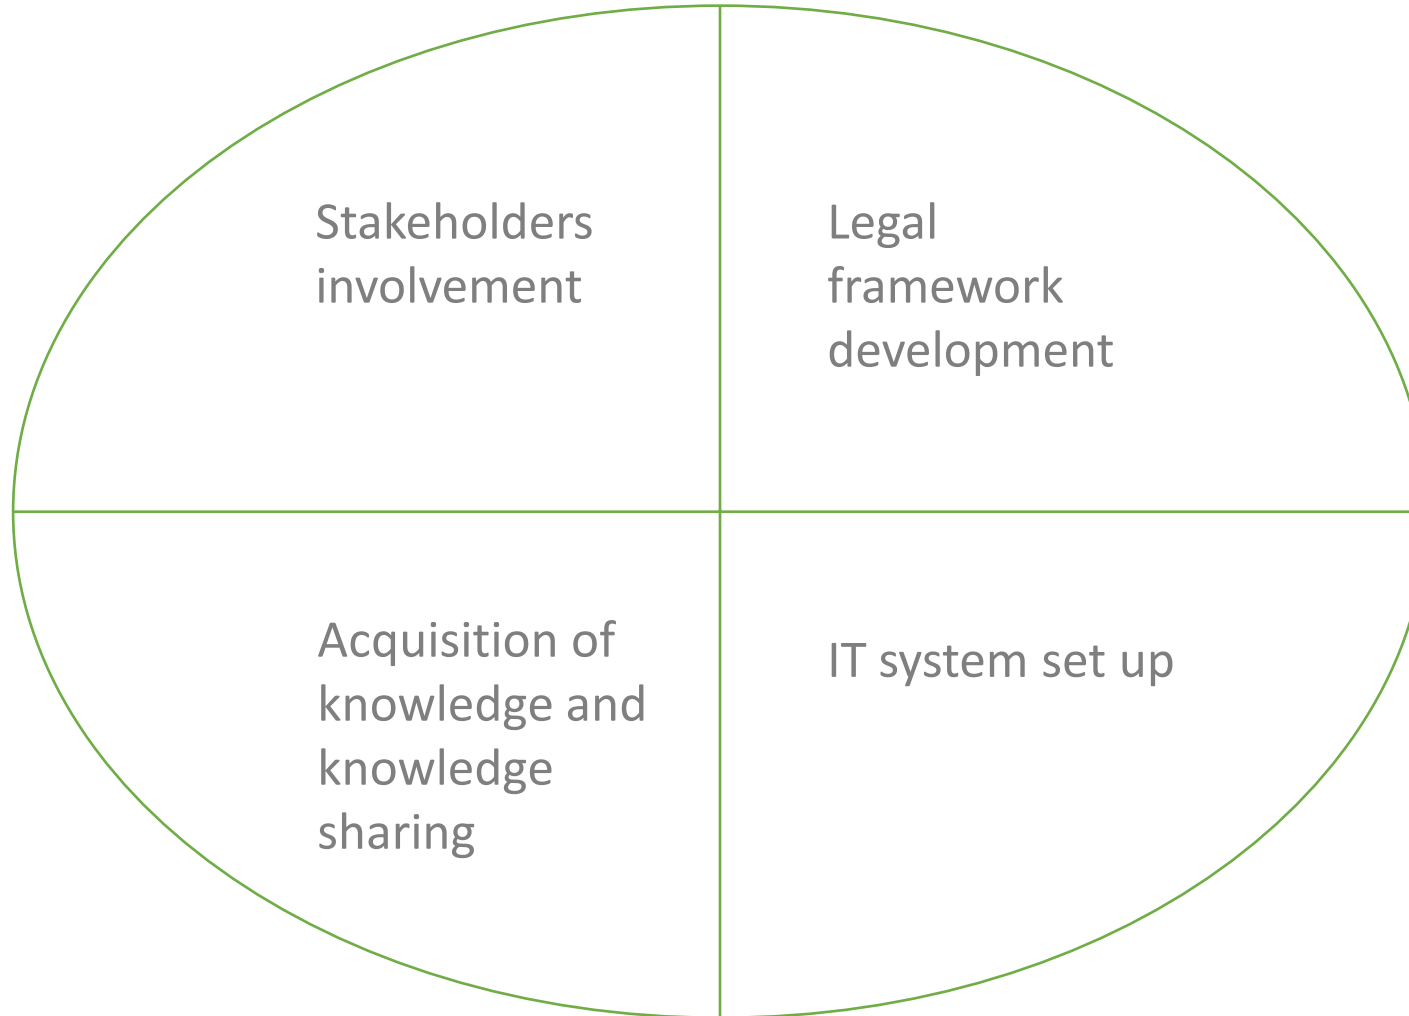 Stakeholders
involvement
Legal
framework
development
Acquisition of
knowledge and
knowledge
sharing
IT system set up